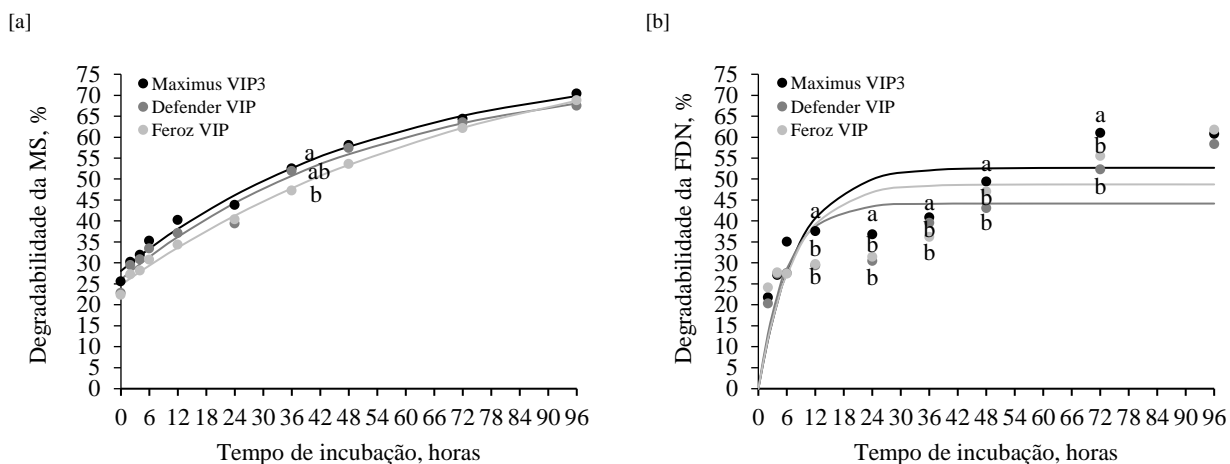 [a]
Degradabilidade da MS, %
75
70
65
60
55
50
45
40
35
30
25
20
15
10
5
0
Maximus VIP3
Defender VIP
Feroz VIP
a
ab
b
0 6 12 18 24 30 36 42 48 54 60 66 72 78 84 90 96
Tempo de incubação, horas
[b]
Degradabilidade da FDN, %
75
70
65
60
55
50
45
40
35
30
25
20
15
10
5
0
Maximus VIP3
Defender VIP
Feroz VIP
a
b
b
a
b
b
a
b
b
a
b
b
a
b
b
0 6 12 18 24 30 36 42 48 54 60 66 72 78 84 90 96
Tempo de incubação, horas